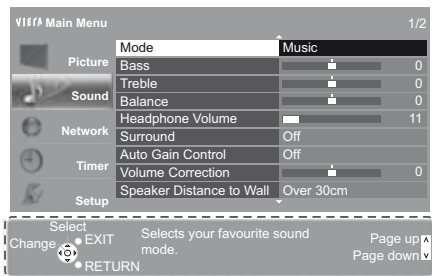 VIErA Main Menu 1/2
Picture
Sound
Network
Timer
Setup
Mode Music
Bass 0
Treble 0
Balance 0
Headphone Volume 11
Surround Off
Auto Gain Control Off
Volume Correction 0
Speaker Distance to Wall Over 30cm
Select
Change
EXIT
RETURN
Selects your favourite sound
mode.
Page up
Page down